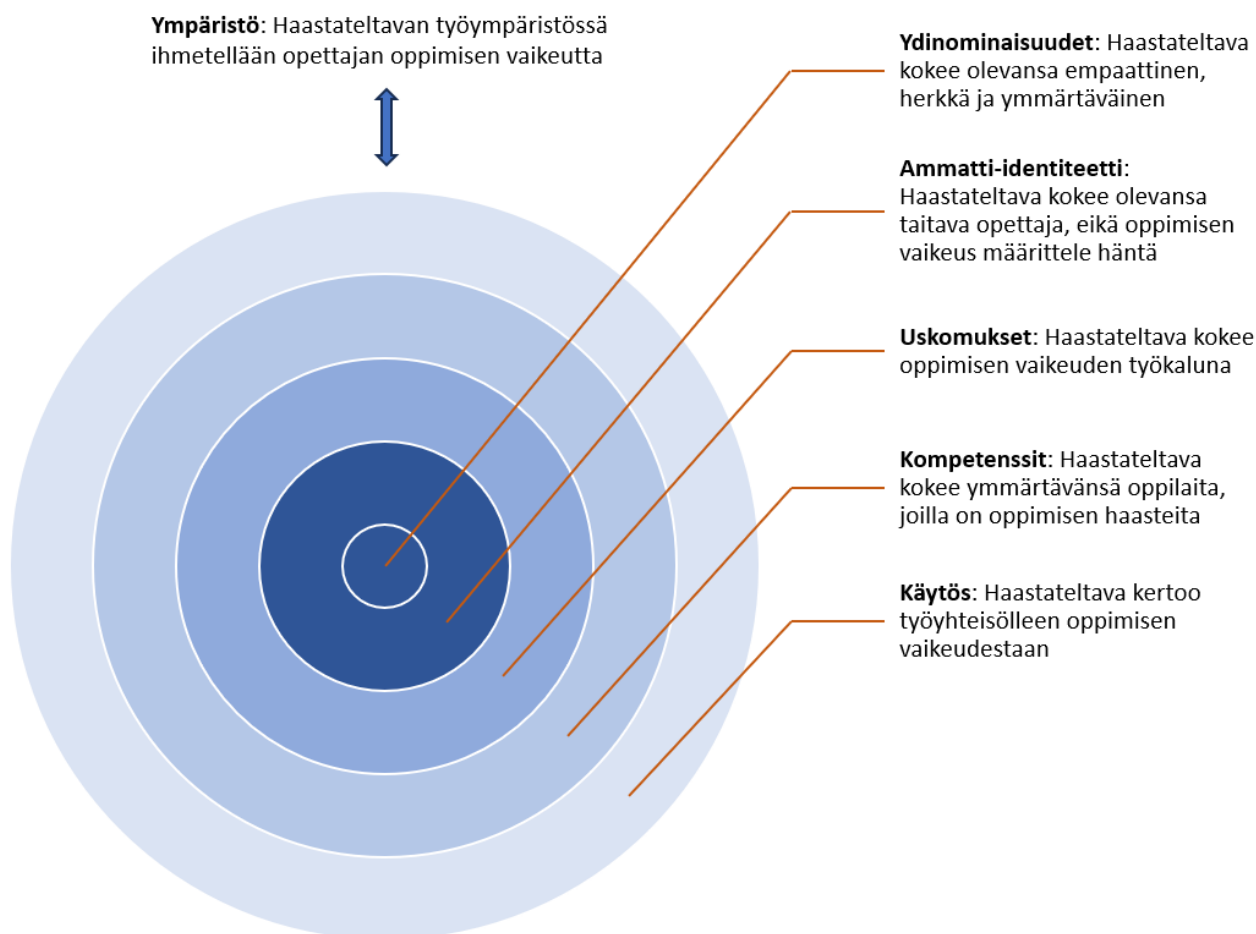 Ympäristö: Haastateltavan työympäristössä
ihmetellään opettajan oppimisen vaikeutta
Ydinominaisuudet: Haastateltava
kokee olevansa empaattinen,
herkkä ja ymmärtäväinen
Ammatti-identiteetti:
Haastateltava kokee olevansa
taitava opettaja, eikä oppimisen
vaikeus määrittele häntä
Uskomukset: Haastateltava kokee
oppimisen vaikeuden työkaluna
Kompetenssit: Haastateltava
kokee ymmärtävänsä oppilaita,
joilla on oppimisen haasteita
Käytös: Haastateltava kertoo
työyhteisölleen oppimisen
vaikeudestaan